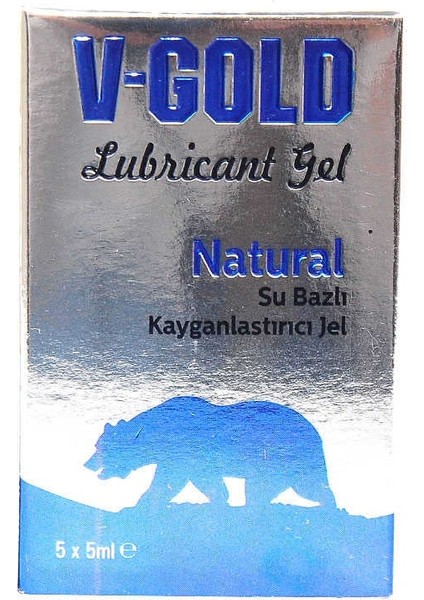 V-GOLD
Lubricant Gel
Natural
Su Bazlı
Kayganlastırıcı Jel
5 x 5ml ℮